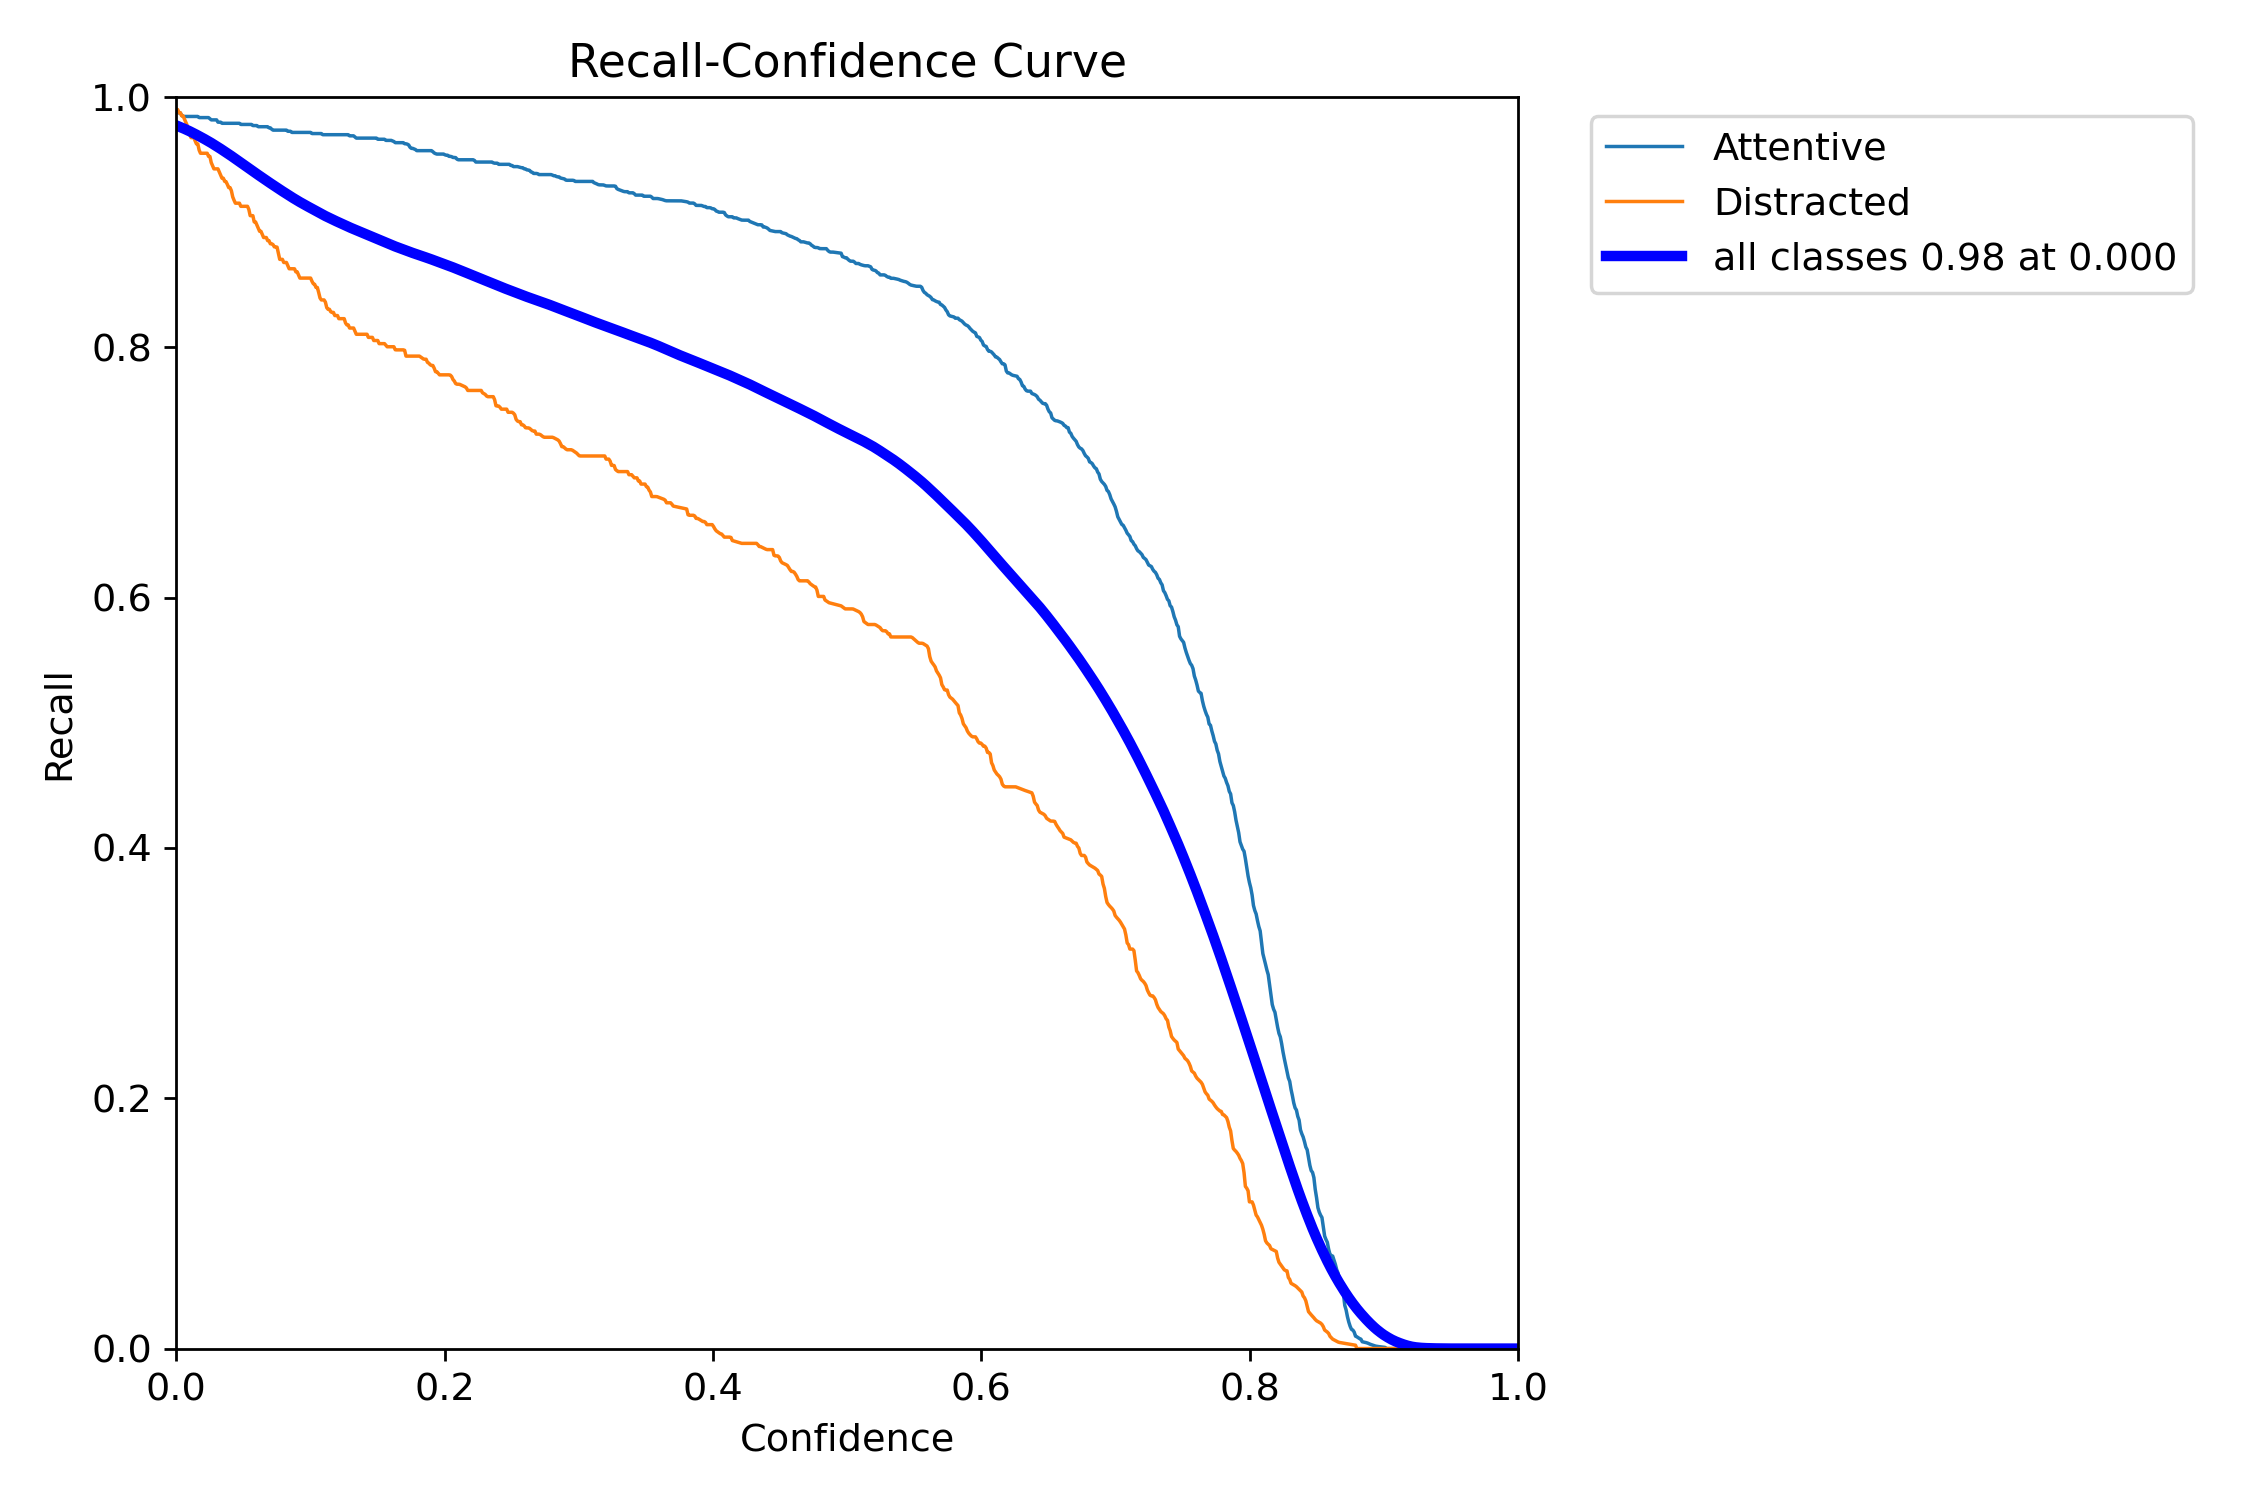 Recall-Confidence Curve
1.0
0.8
0.6
0.4
0.2
0.0
Recall
0.0 0.2 0.4 0.6 0.8 1.0
Confidence
Attentive
Distracted
all classes 0.98 at 0.000